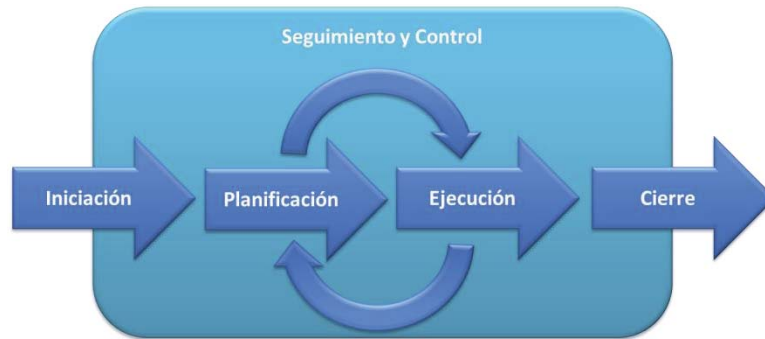 Seguimiento y Control
Iniciación
Planificación
Ejecución
Cierre